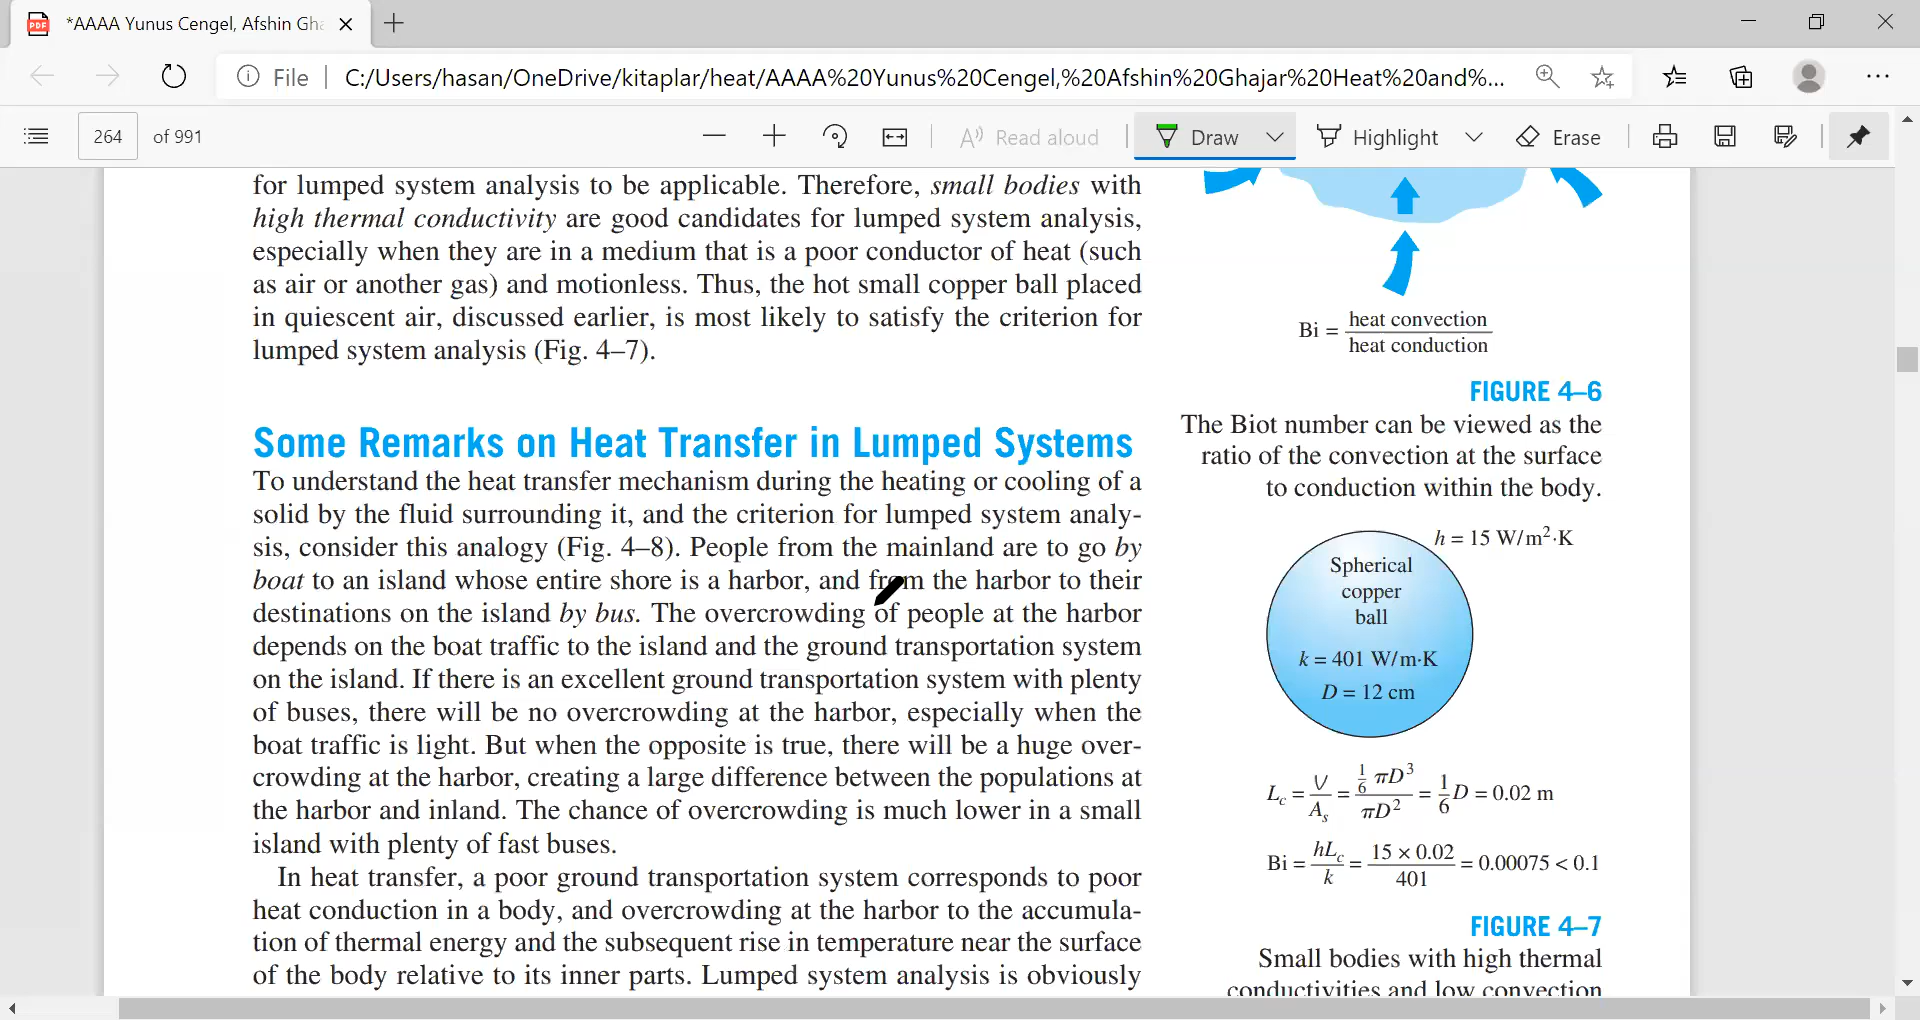 *AAAA Yunus Cengel, Afshin Gha
File
C:/Users/hasan/OneDrive/kitaplar/heat/AAAA%20Yunus%20Cengel,%20Afshin%20Ghajar%20Heat%20and%...
264 of 991
Read aloud
Draw
Highlight
Erase
for lumped system analysis to be applicable. Therefore, small bodies with
high thermal conductivity are good candidates for lumped system analysis,
especially when they are in a medium that is a poor conductor of heat (such
as air or another gas) and motionless. Thus, the hot small copper ball placed
in quiescent air, discussed earlier, is most likely to satisfy the criterion for
lumped system analysis (Fig. 4–7).
Some Remarks on Heat Transfer in Lumped Systems
To understand the heat transfer mechanism during the heating or cooling of a
solid by the fluid surrounding it, and the criterion for lumped system analy-
sis, consider this analogy (Fig. 4–8). People from the mainland are to go by
boat to an island whose entire shore is a harbor, and from the harbor to their
destinations on the island by bus. The overcrowding of people at the harbor
depends on the boat traffic to the island and the ground transportation system
on the island. If there is an excellent ground transportation system with plenty
of buses, there will be no overcrowding at the harbor, especially when the
boat traffic is light. But when the opposite is true, there will be a huge over-
crowding at the harbor, creating a large difference between the populations at
the harbor and inland. The chance of overcrowding is much lower in a small
island with plenty of fast buses.
In heat transfer, a poor ground transportation system corresponds to poor
heat conduction in a body, and overcrowding at the harbor to the accumula-
tion of thermal energy and the subsequent rise in temperature near the surface
of the body relative to its inner parts. Lumped system analysis is obviously
Bi = heat convection / heat conduction
FIGURE 4–6
The Biot number can be viewed as the
ratio of the convection at the surface
to conduction within the body.
h = 15 W/m²·K
Spherical
copper
ball
k = 401 W/m·K
D = 12 cm
L_c = V/A_s = (1/6 πD³)/(πD²) = 1/6 D = 0.02 m
Bi = hL_c/k = (15 × 0.02)/401 = 0.00075 < 0.1
FIGURE 4–7
Small bodies with high thermal
conductivities and low convection